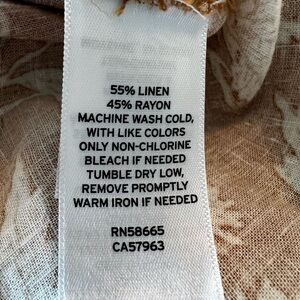 55% LINEN
45% RAYON
MACHINE WASH COLD,
WITH LIKE COLORS
ONLY NON-CHLORINE
BLEACH IF NEEDED
TUMBLE DRY LOW,
REMOVE PROMPTLY
WARM IRON IF NEEDED
RN58665
CA57963